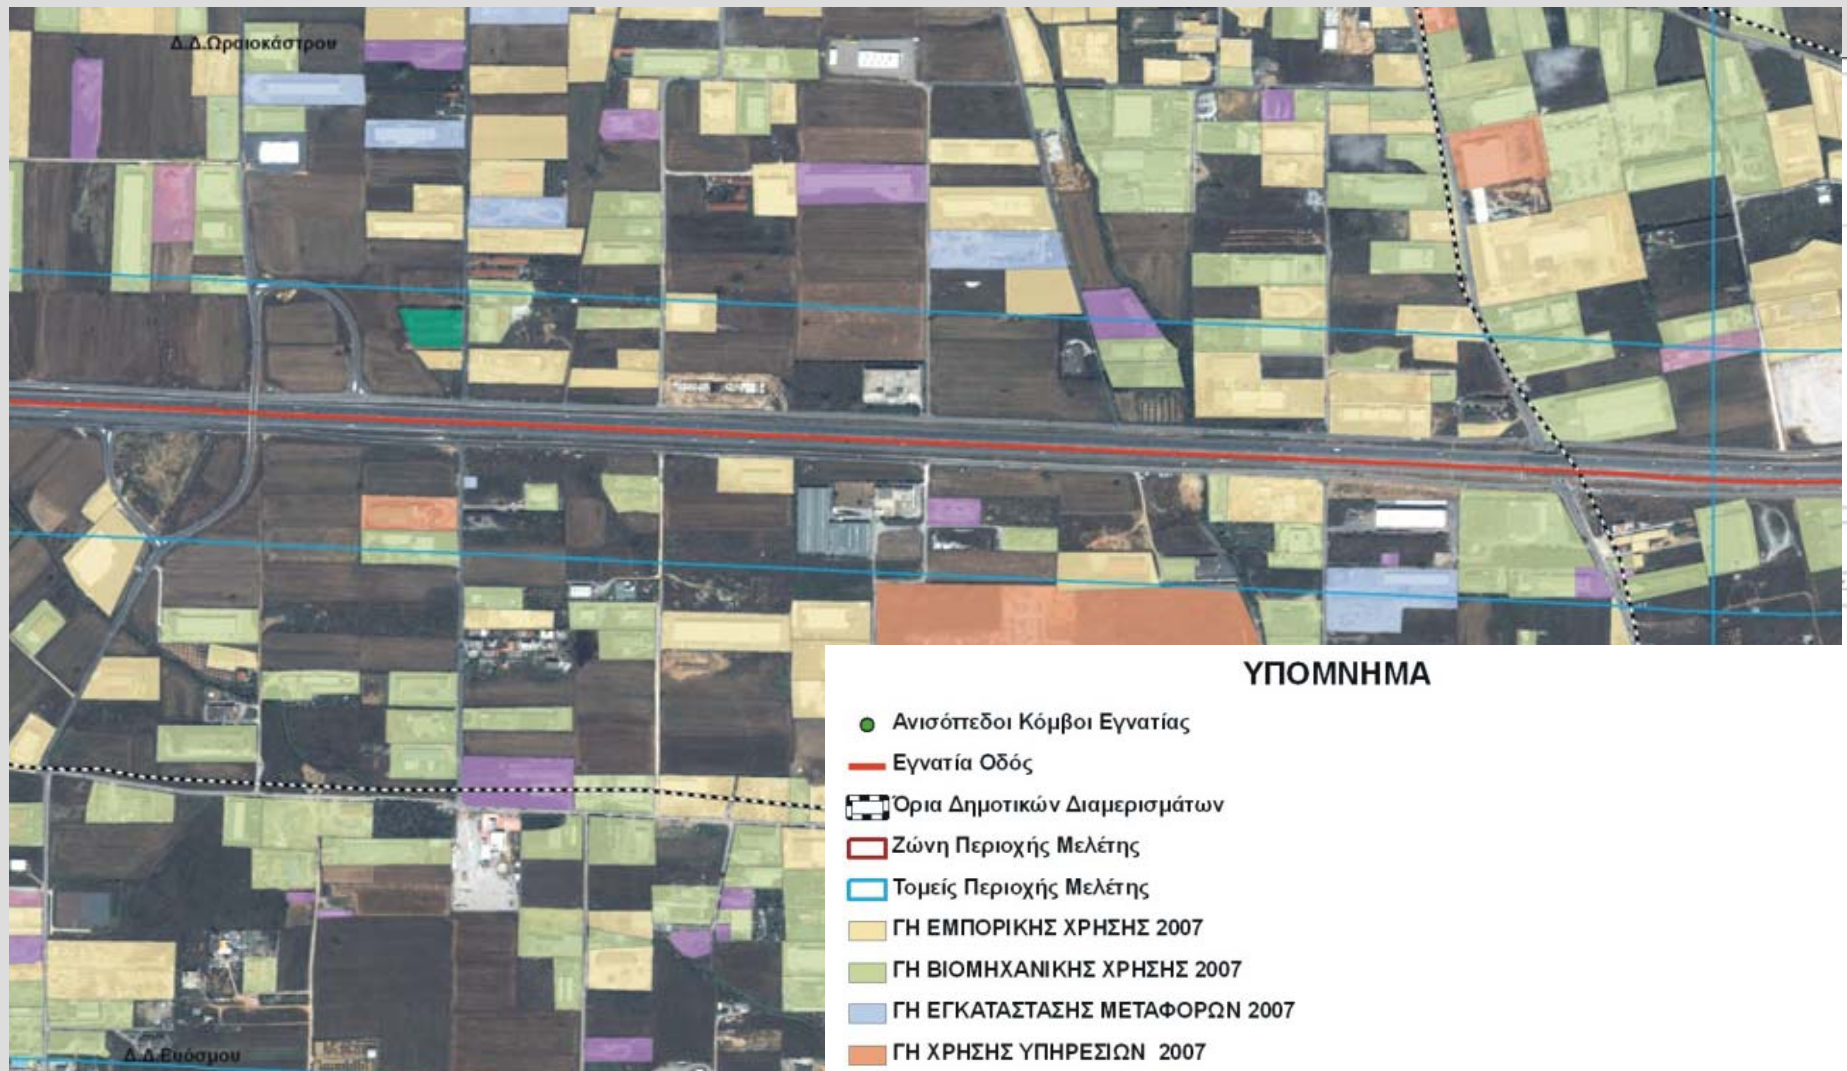 Δ.Δ.Ωραιοκάστρου
ΥΠΟΜΝΗΜΑ
Ανισόπεδοι Κόμβοι Εγνατίας
Εγνατία Οδός
Όρια Δημοτικών Διαμερισμάτων
Ζώνη Περιοχής Μελέτης
Τομείς Περιοχής Μελέτης
ΓΗ ΕΜΠΟΡΙΚΗΣ ΧΡΗΣΗΣ 2007
ΓΗ ΒΙΟΜΗΧΑΝΙΚΗΣ ΧΡΗΣΗΣ 2007
ΓΗ ΕΓΚΑΤΑΣΤΑΣΗΣ ΜΕΤΑΦΟΡΩΝ 2007
ΓΗ ΧΡΗΣΗΣ ΥΠΗΡΕΣΙΩΝ 2007
Δ.Δ.Ευόσμου